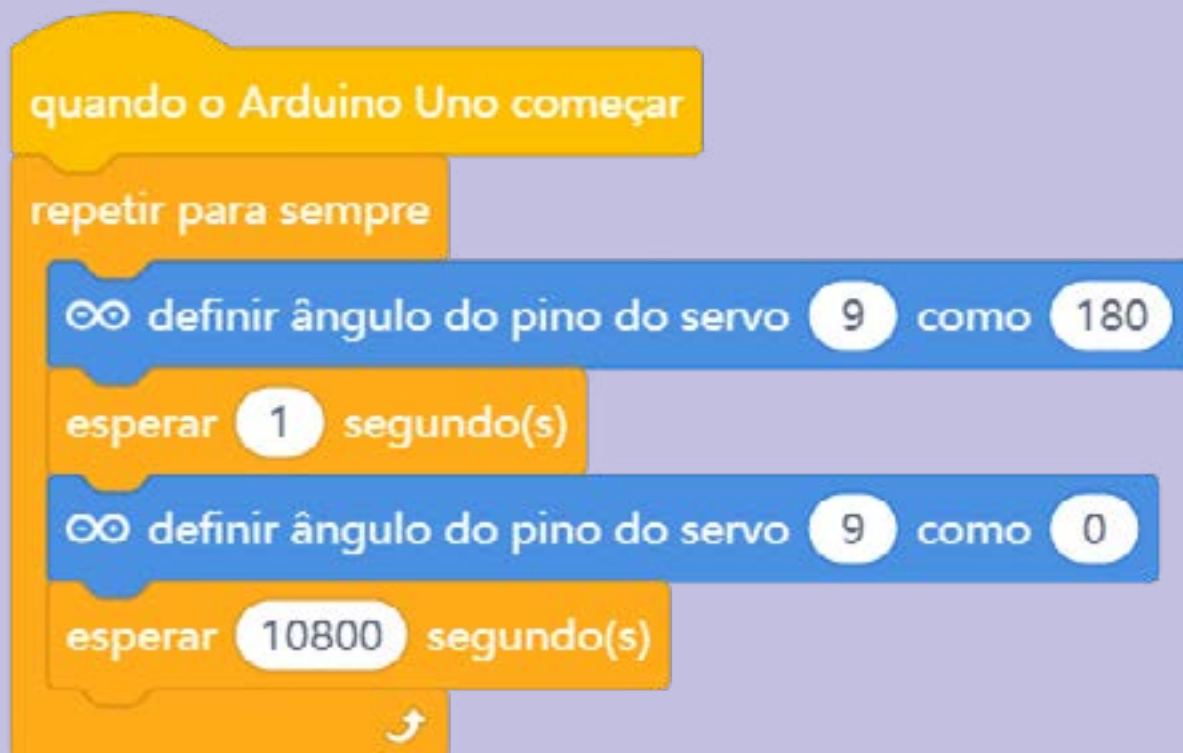 quando o Arduino Uno começar
repetir para sempre
definir ângulo do pino do servo 9 como 180
esperar 1 segundo(s)
definir ângulo do pino do servo 9 como 0
esperar 10800 segundo(s)